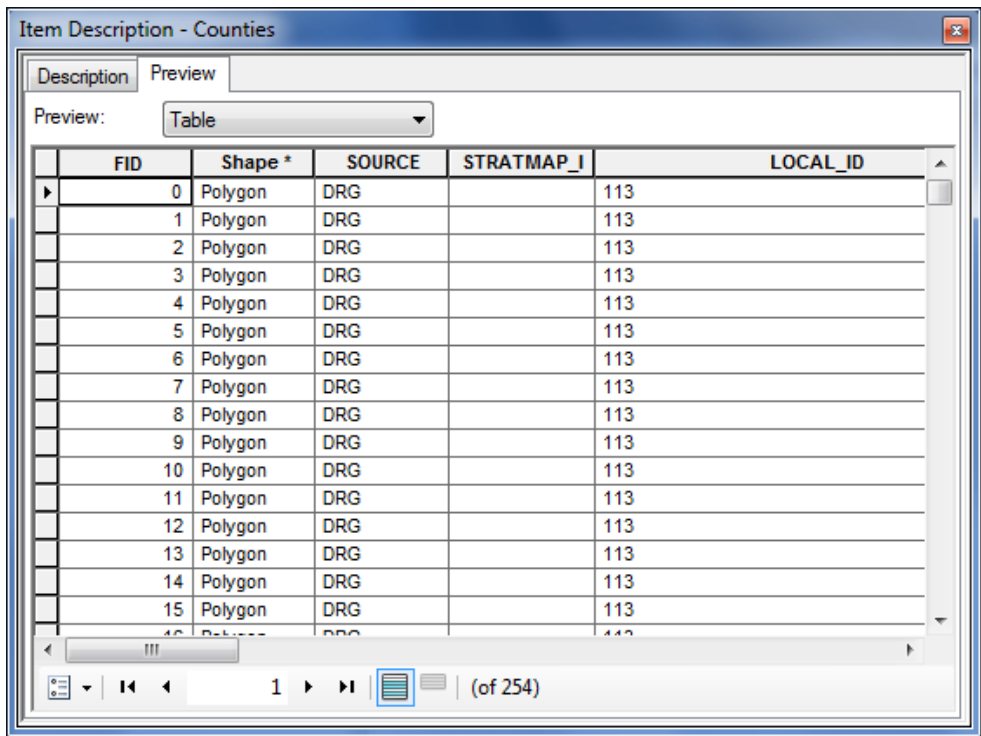 Item Description - Counties
Description Preview
Preview: Table
FID Shape * SOURCE STRATMAP_I LOCAL_ID
0 Polygon DRG 113
1 Polygon DRG 113
2 Polygon DRG 113
3 Polygon DRG 113
4 Polygon DRG 113
5 Polygon DRG 113
6 Polygon DRG 113
7 Polygon DRG 113
8 Polygon DRG 113
9 Polygon DRG 113
10 Polygon DRG 113
11 Polygon DRG 113
12 Polygon DRG 113
13 Polygon DRG 113
14 Polygon DRG 113
15 Polygon DRG 113
1 (of 254)